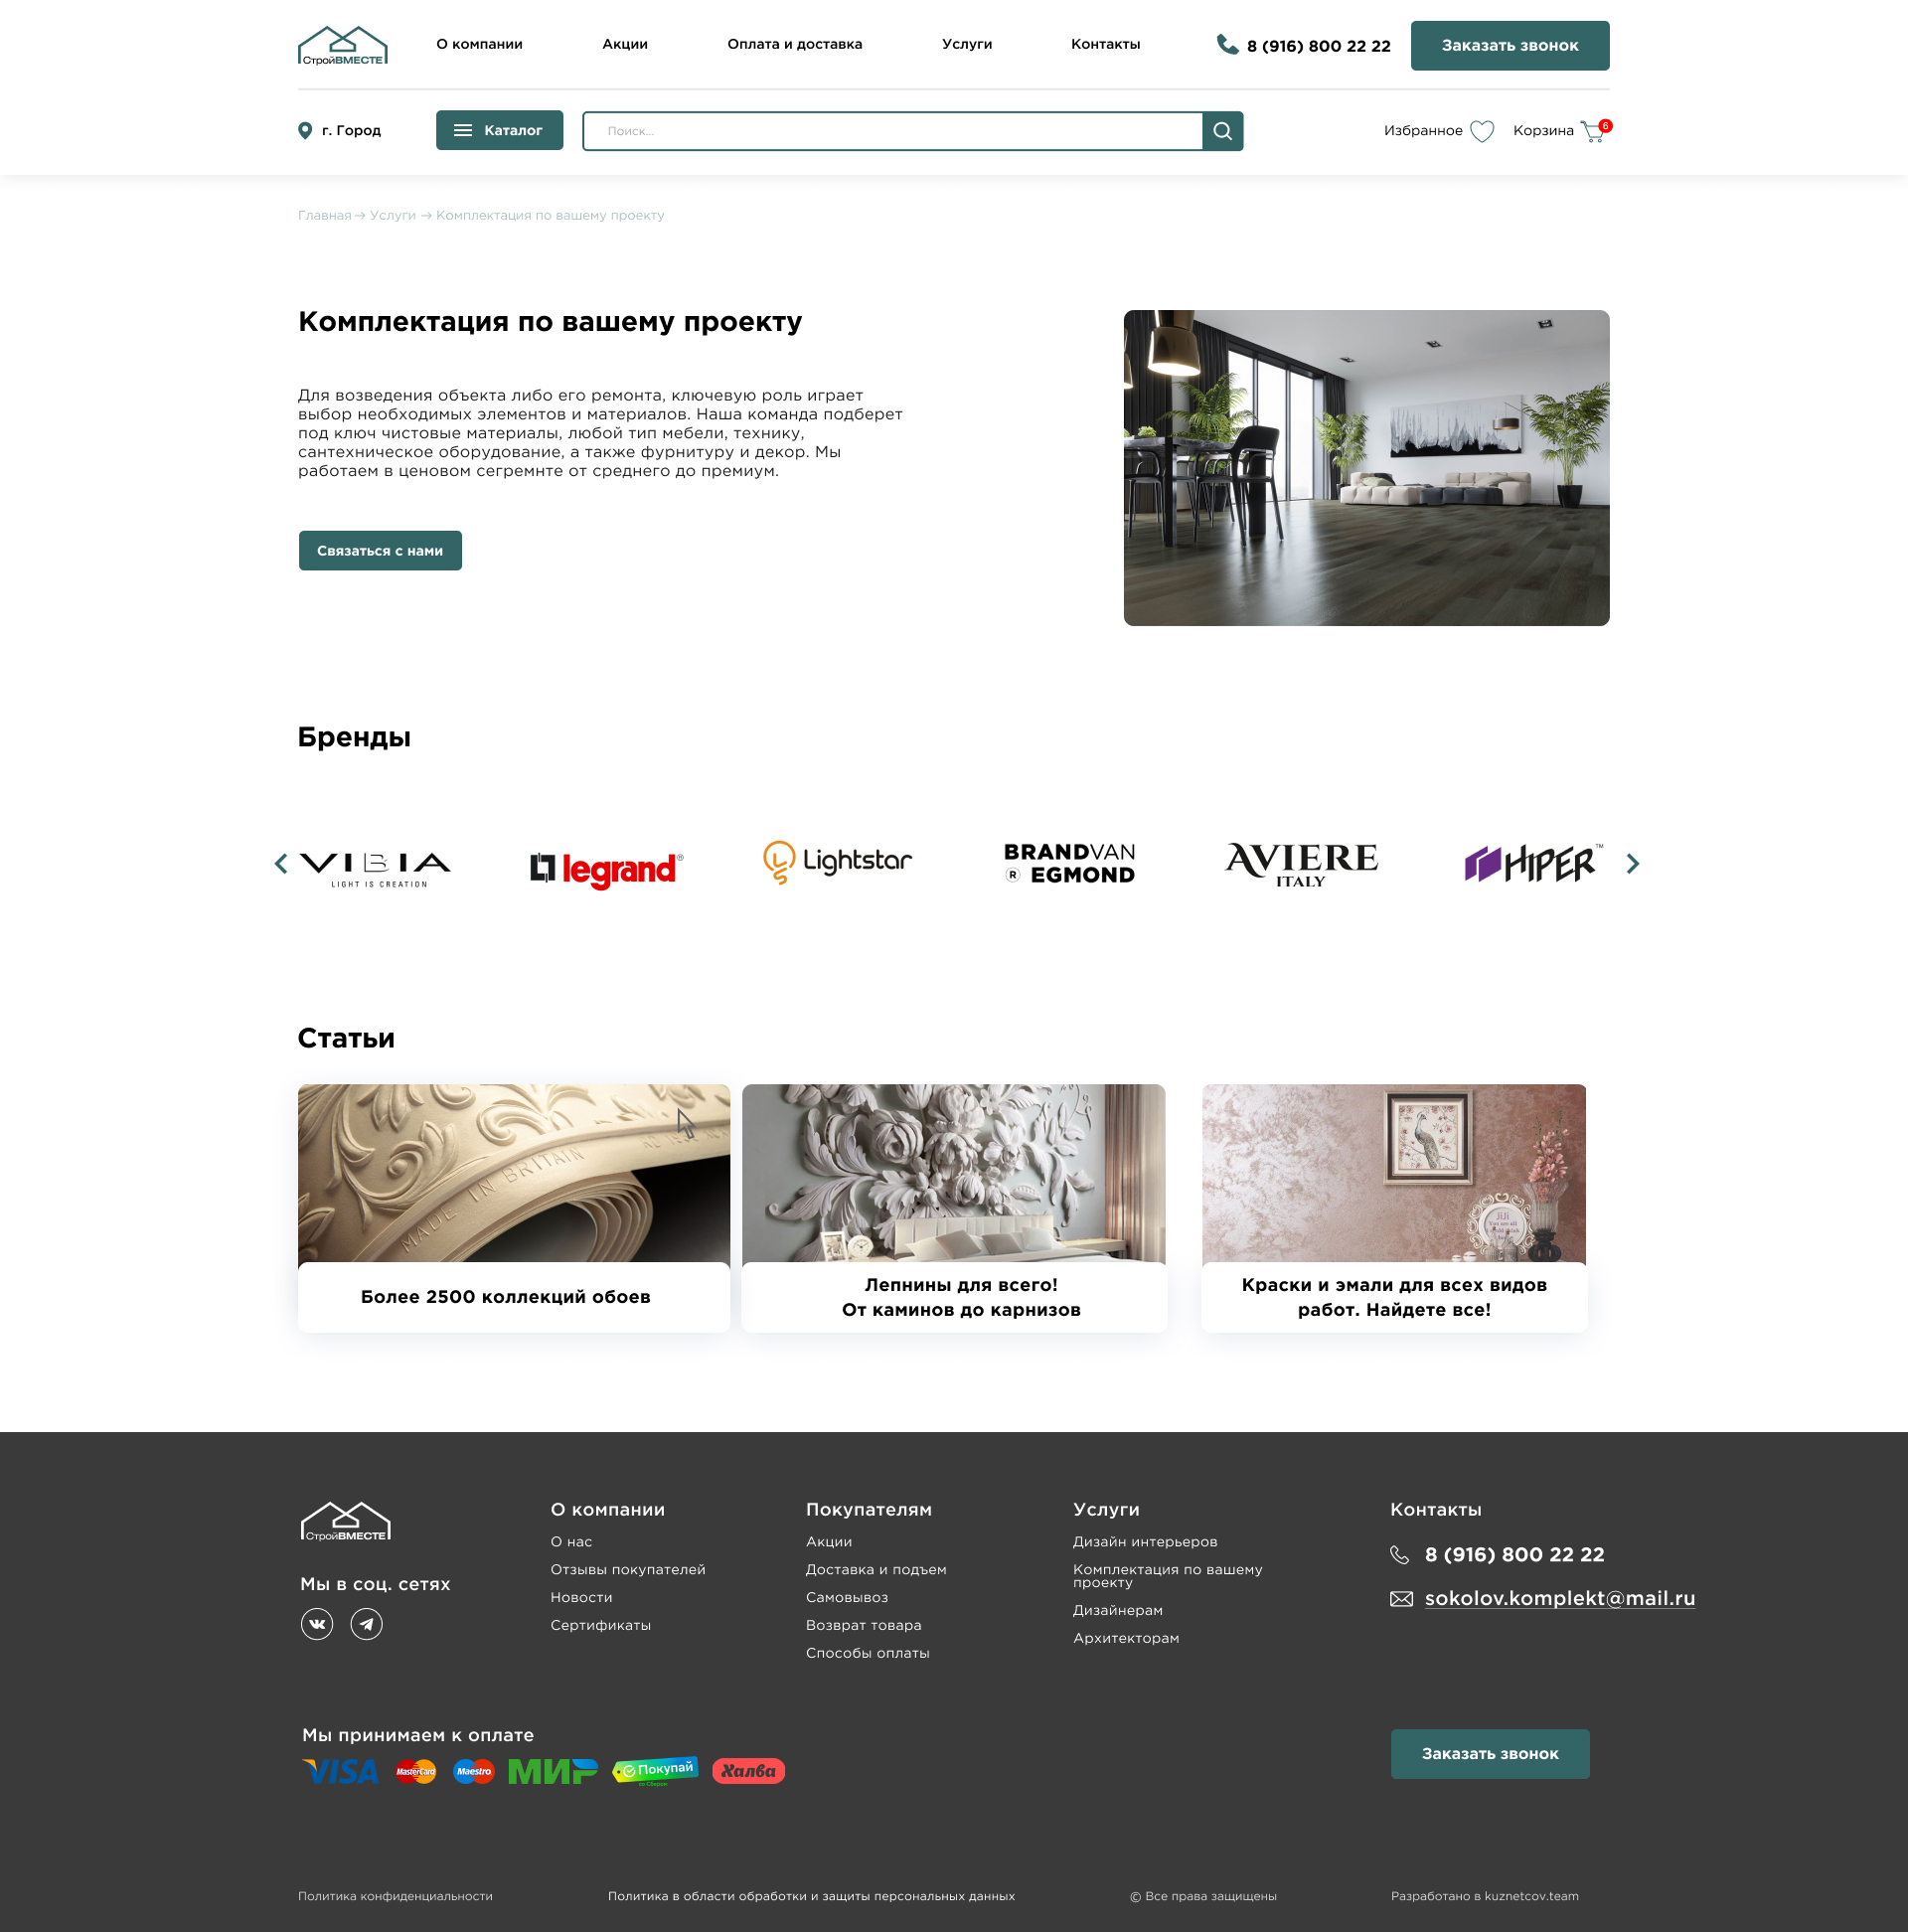 СтройВМЕСТЕ
О компании
Акции
Оплата и доставка
Услуги
Контакты
8 (916) 800 22 22
Заказать звонок
г. Город
Каталог
Поиск...
Избранное
Корзина
6
Главная → Услуги → Комплектация по вашему проекту
Комплектация по вашему проекту
Для возведения объекта либо его ремонта, ключевую роль играет
выбор необходимых элементов и материалов. Наша команда подберет
под ключ чистовые материалы, любой тип мебели, технику,
сантехническое оборудование, а также фурнитуру и декор. Мы
работаем в ценовом сегремнте от среднего до премиум.
Связаться с нами
Бренды
VIBIA
LIGHT IS CREATION
legrand®
Lightstar
BRANDVAN
® EGMOND
AVIERE
ITALY
HIPER™
Статьи
MADE IN BRITAIN
JiJi
Более 2500 коллекций обоев
Лепнины для всего!
От каминов до карнизов
Краски и эмали для всех видов
работ. Найдете все!
СтройВМЕСТЕ
Мы в соц. сетях
О компании
О нас
Отзывы покупателей
Новости
Сертификаты
Покупателям
Акции
Доставка и подъем
Самовывоз
Возврат товара
Способы оплаты
Услуги
Дизайн интерьеров
Комплектация по вашему
проекту
Дизайнерам
Архитекторам
Контакты
8 (916) 800 22 22
sokolov.komplekt@mail.ru
Мы принимаем к оплате
VISA
MasterCard
Maestro
МИР
Покупай
со Сбером
Халва
Заказать звонок
Политика конфиденциальности
Политика в области обработки и защиты персональных данных
© Все права защищены
Разработано в kuznetcov.team